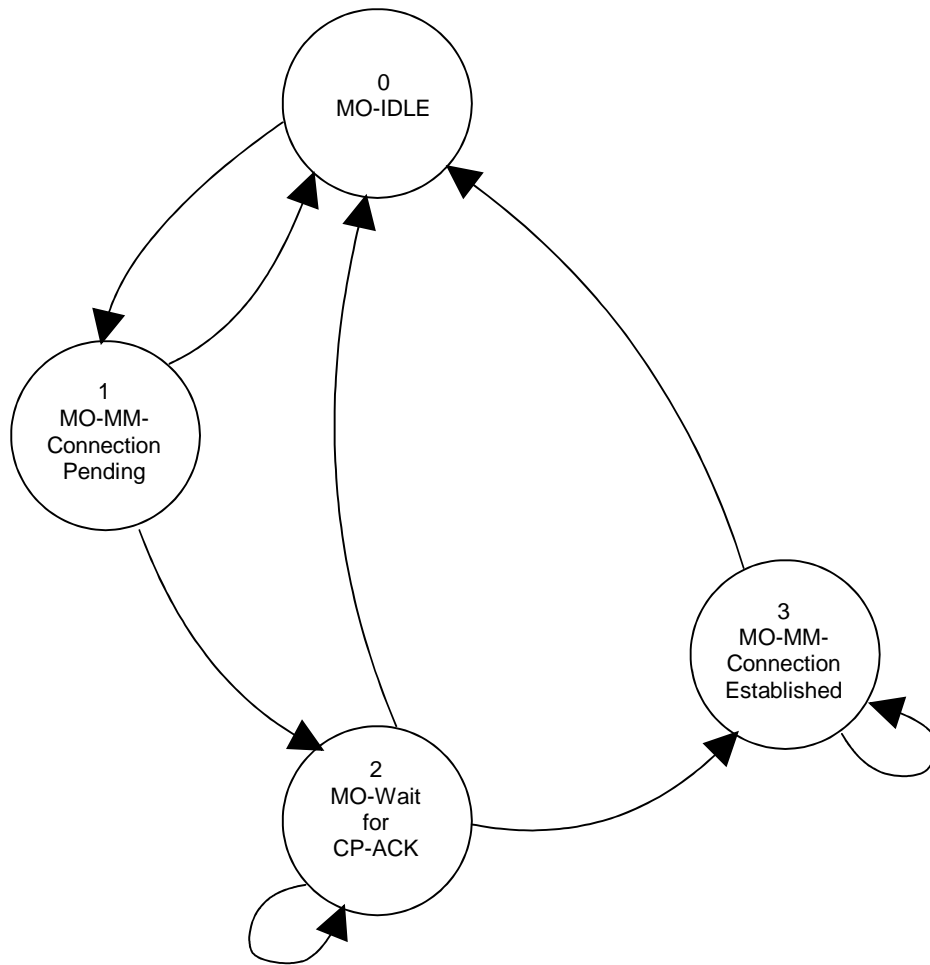 0
MO-IDLE
1
MO-MM-
Connection
Pending
3
MO-MM-
Connection
Established
2
MO-Wait
for
CP-ACK